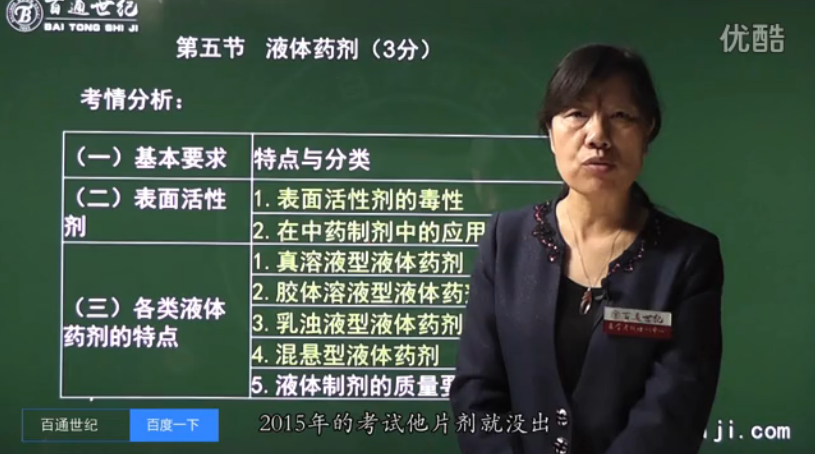 百通世纪
BAI TONG SHI JI
优酷
第五节 液体药剂（3分）
考情分析：
（一）基本要求
特点与分类
（二）表面活性剂
1.表面活性剂的毒性
2.在中药制剂中的应用
（三）各类液体药剂的特点
1.真溶液型液体药剂
2.胶体溶液型液体药
3.乳浊液型液体药剂
4.混悬型液体药剂
5.液体制剂的质量要
百通世纪
百通世纪
百度一下
2015年的考试他片剂就没出
ji.com